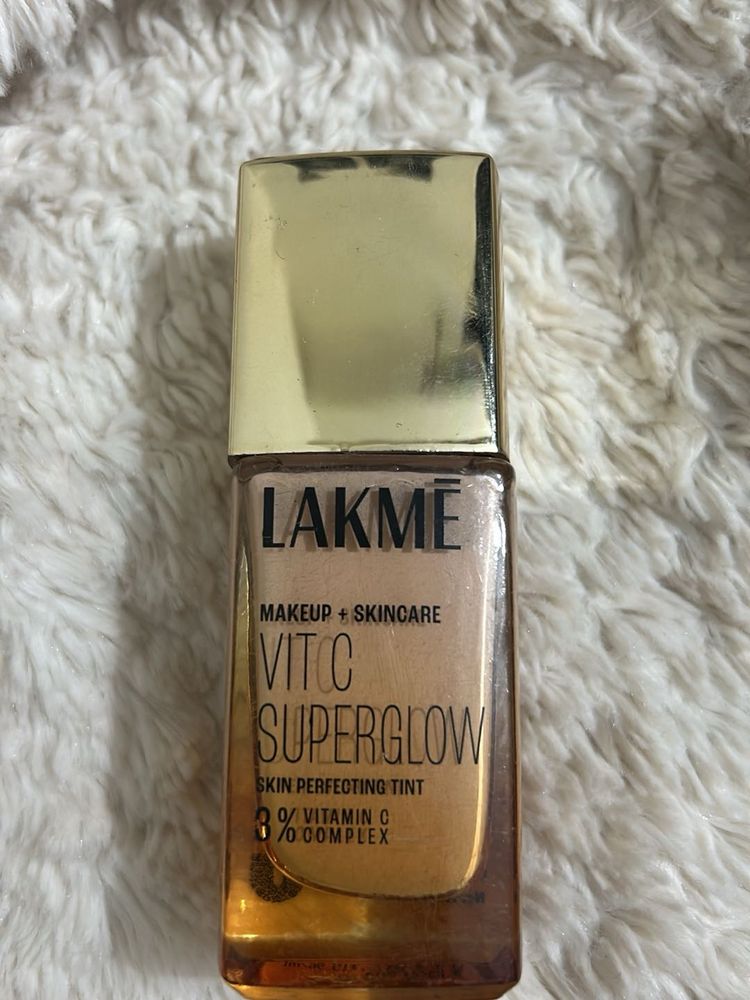 LAKMĒ
MAKEUP + SKINCARE
VIT C
SUPERGLOW
SKIN PERFECTING TINT
3% VITAMIN C
COMPLEX